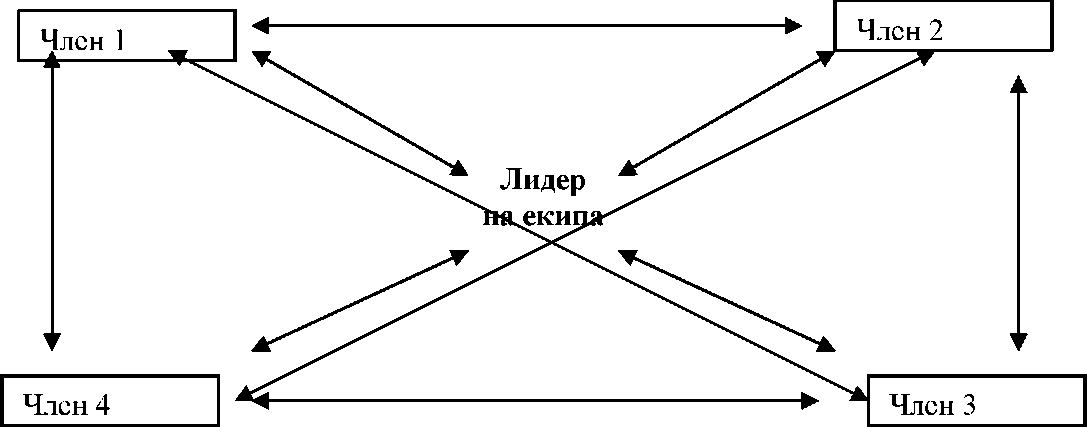 Член 1
Член 2
Лидер
на екипа
Член 4
Член 3